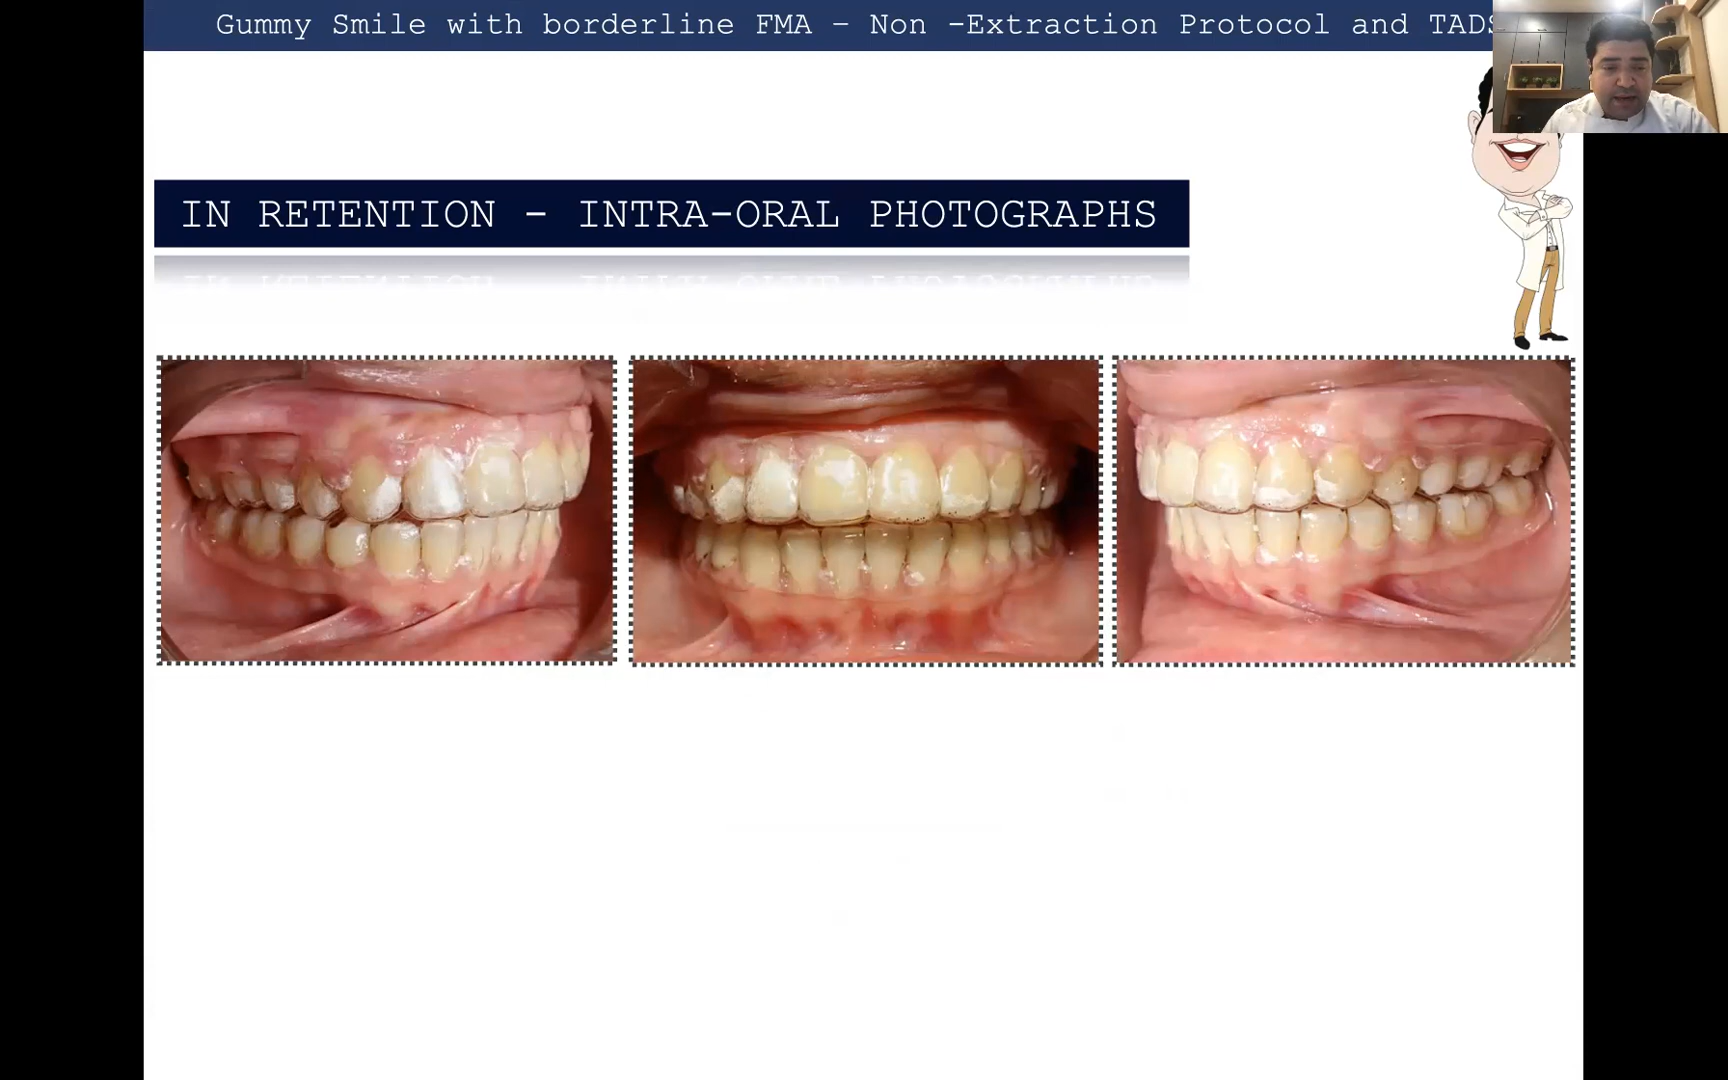 Gummy Smile with borderline FMA – Non -Extraction Protocol and TADS
IN RETENTION - INTRA-ORAL PHOTOGRAPHS